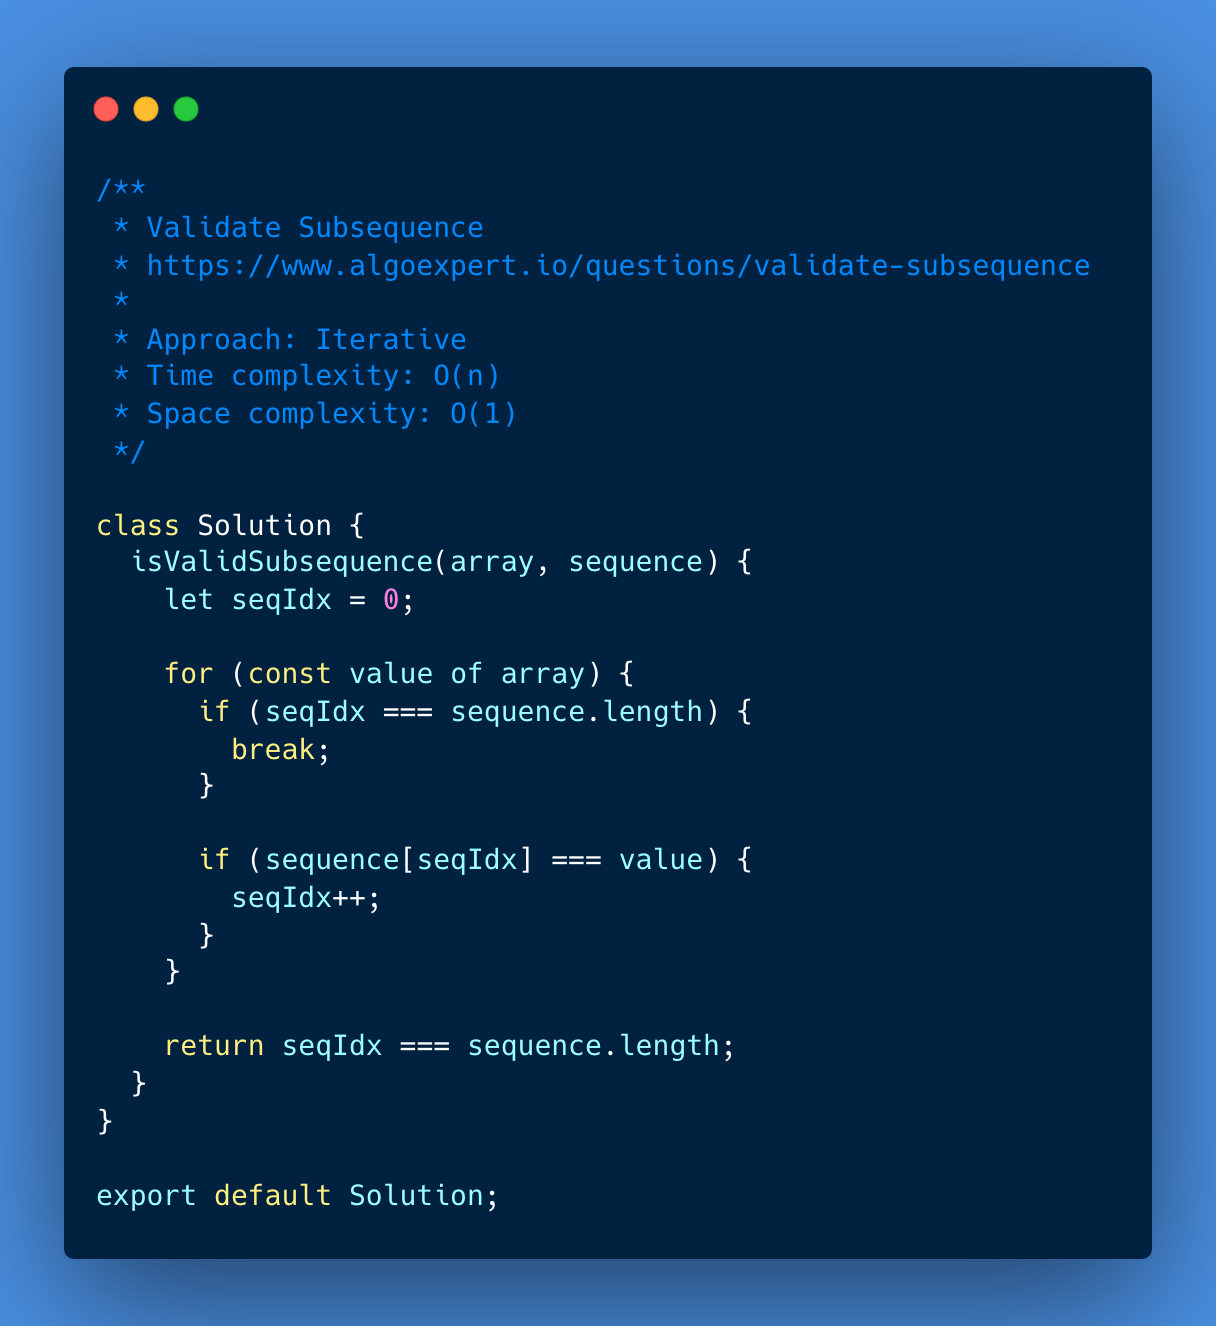 /**
 * Validate Subsequence
 * https://www.algoexpert.io/questions/validate-subsequence
 *
 * Approach: Iterative
 * Time complexity: O(n)
 * Space complexity: O(1)
 */

class Solution {
  isValidSubsequence(array, sequence) {
    let seqIdx = 0;

    for (const value of array) {
      if (seqIdx === sequence.length) {
        break;
      }

      if (sequence[seqIdx] === value) {
        seqIdx++;
      }
    }

    return seqIdx === sequence.length;
  }
}

export default Solution;